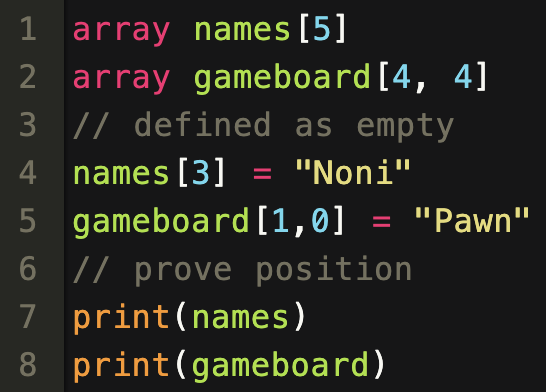 1 array names[5]
2 array gameboard[4, 4]
3 // defined as empty
4 names[3] = "Noni"
5 gameboard[1,0] = "Pawn"
6 // prove position
7 print(names)
8 print(gameboard)